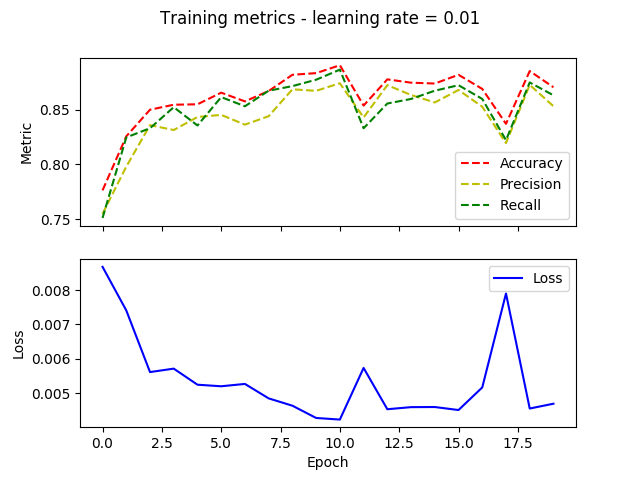 Training metrics - learning rate = 0.01
Metric
0.85
0.80
0.75
Accuracy
Precision
Recall
Loss
0.008
0.007
0.006
0.005
Loss
0.0 2.5 5.0 7.5 10.0 12.5 15.0 17.5
Epoch